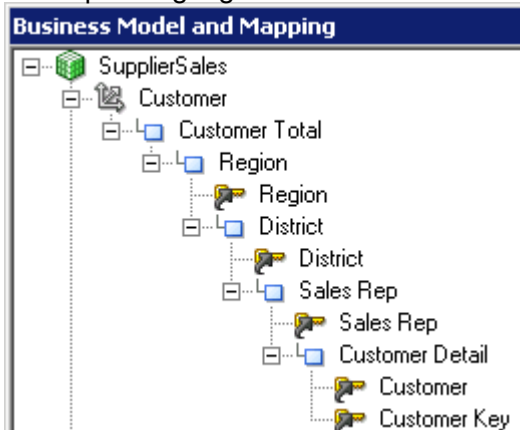 Business Model and Mapping
SupplierSales
Customer
Customer Total
Region
Region
District
District
Sales Rep
Sales Rep
Customer Detail
Customer
Customer Key